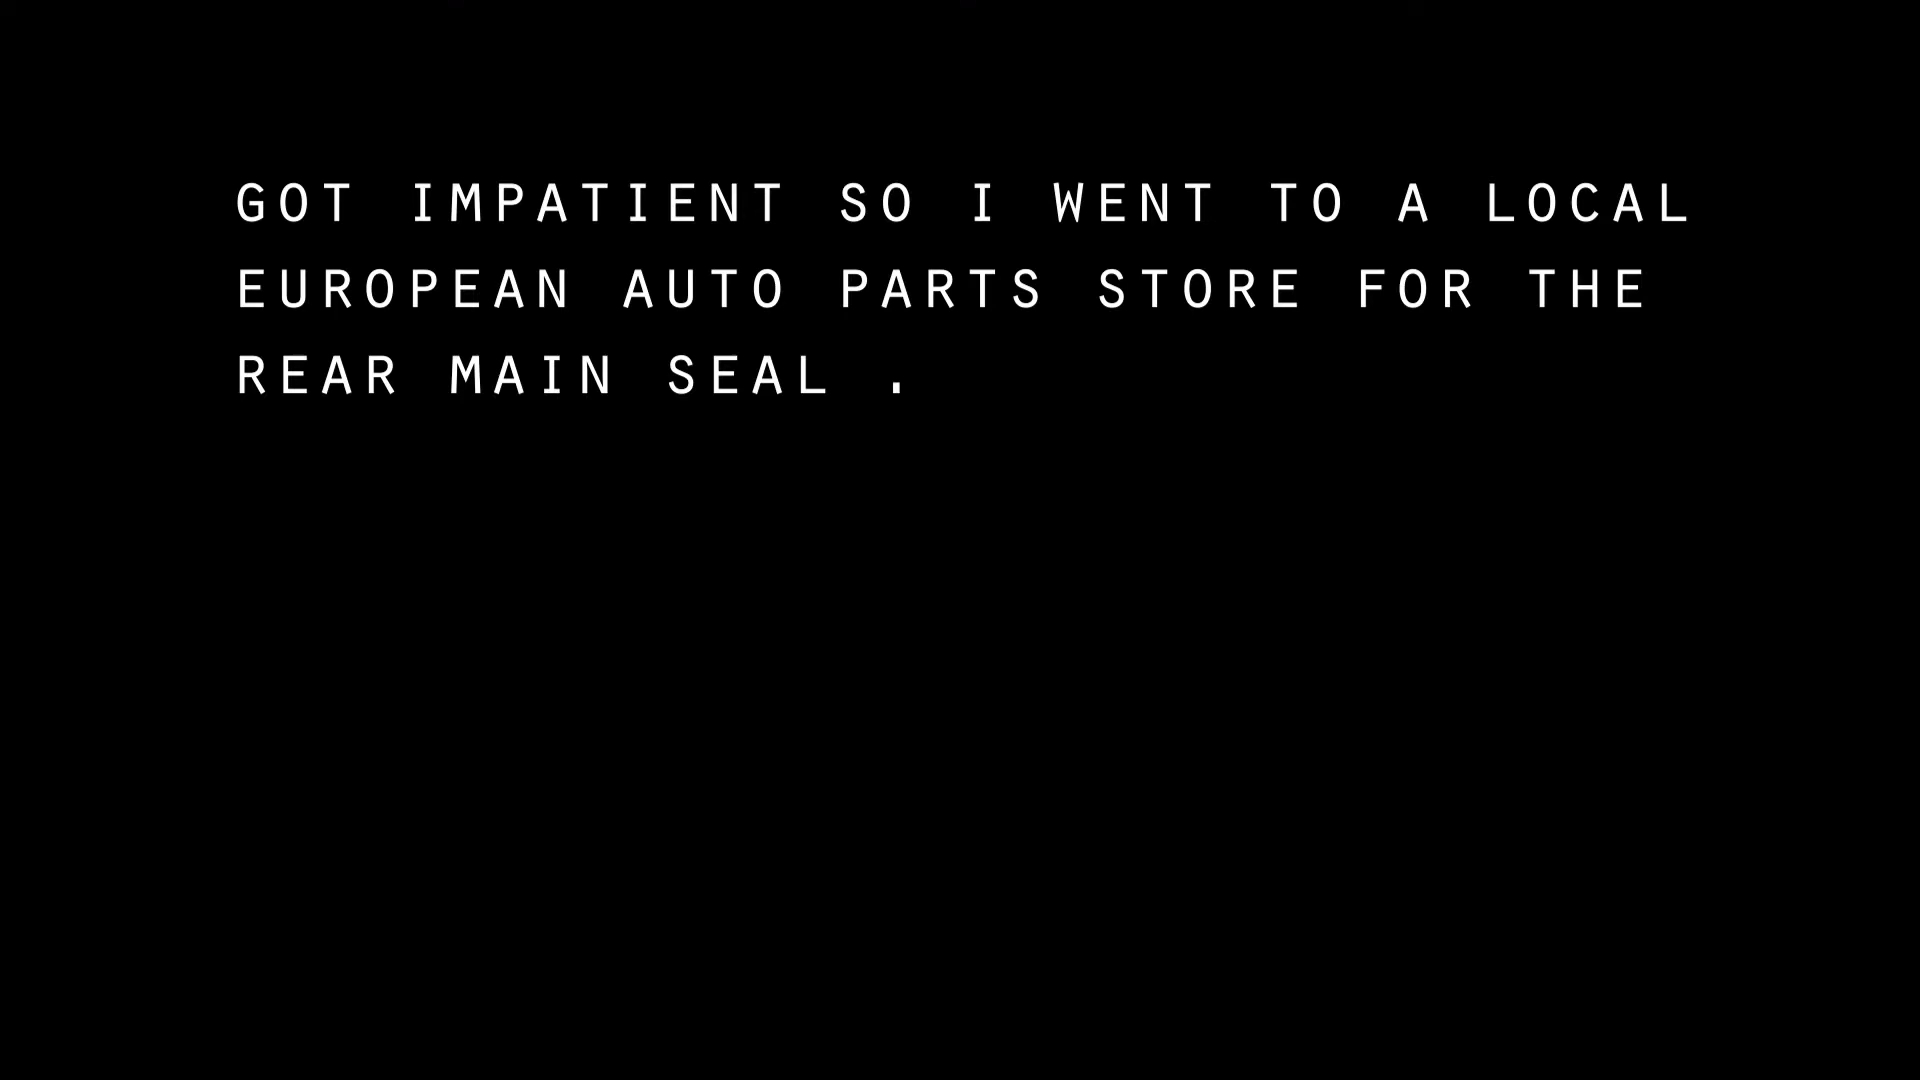 GOT IMPATIENT SO I WENT TO A LOCAL
EUROPEAN AUTO PARTS STORE FOR THE
REAR MAIN SEAL .